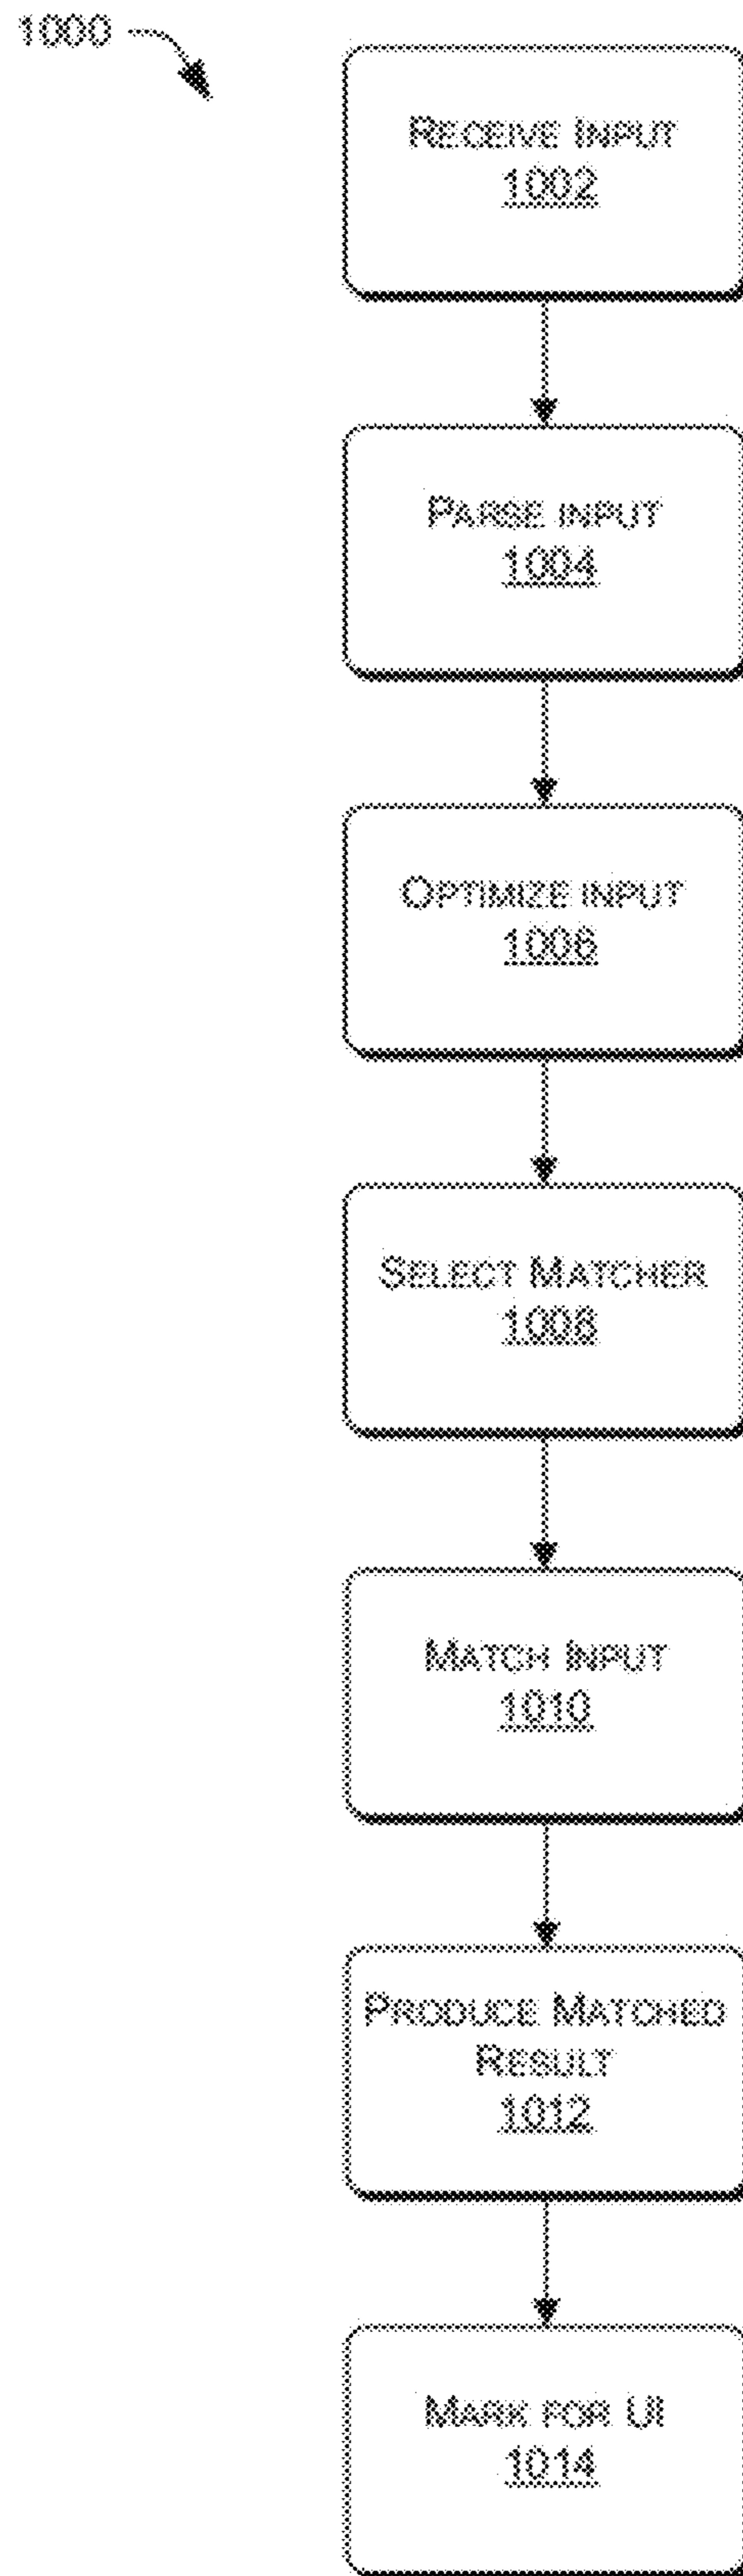 1000
RECEIVE INPUT
1002
PARSE INPUT
1004
OPTIMIZE INPUT
1006
SELECT MATCHER
1008
MATCH INPUT
1010
PRODUCE MATCHED
RESULT
1012
MARK FOR UI
1014